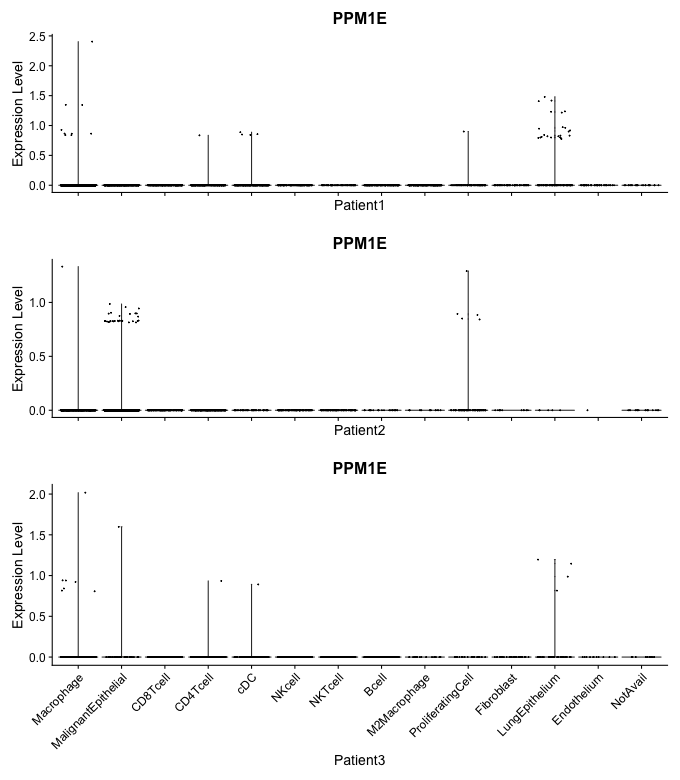 PPM1E
Expression Level
2.5
2.0
1.5
1.0
0.5
0.0
Patient1
PPM1E
Expression Level
1.0
0.5
0.0
Patient2
PPM1E
Expression Level
2.0
1.5
1.0
0.5
0.0
Macrophage
MalignantEpithelial
CD8Tcell
CD4Tcell
cDC
NKcell
NKTcell
Bcell
M2Macrophage
ProliferatingCell
Fibroblast
LungEpithelium
Endothelium
NotAvail
Patient3